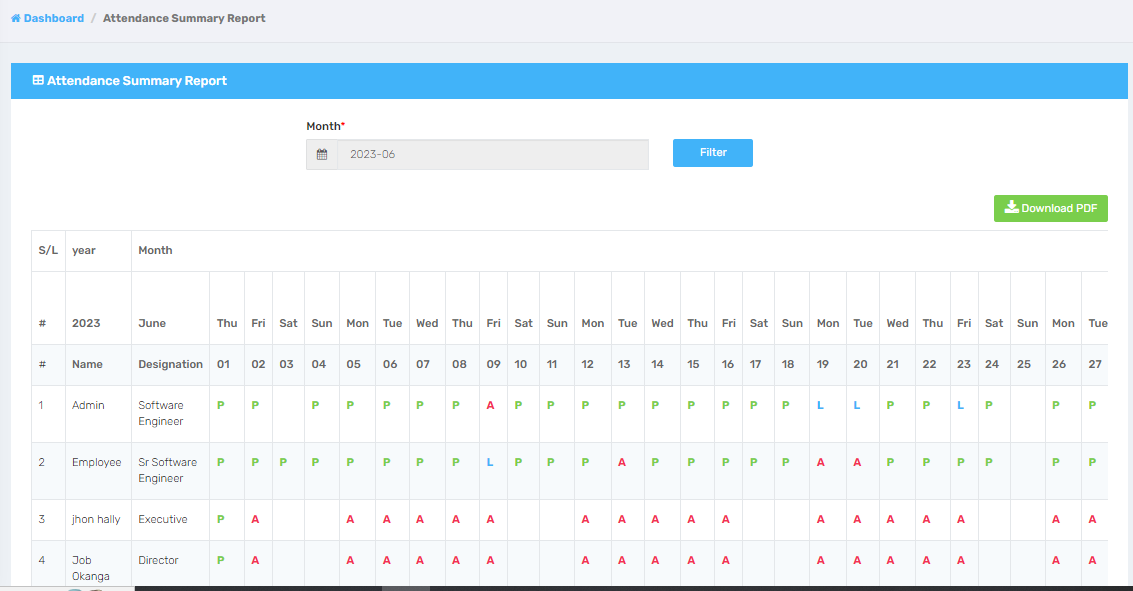 Dashboard / Attendance Summary Report
Attendance Summary Report
Month*
2023-06 Filter
Download PDF
S/L year Month
# 2023 June Thu Fri Sat Sun Mon Tue Wed Thu Fri Sat Sun Mon Tue Wed Thu Fri Sat Sun Mon Tue Wed Thu Fri Sat Sun Mon Tue
# Name Designation 01 02 03 04 05 06 07 08 09 10 11 12 13 14 15 16 17 18 19 20 21 22 23 24 25 26 27
1 Admin Software P P P P P P P A P P P P P P P P P L L P P L P P P
Engineer
2 Employee Sr Software P P P P P P P P L P P P A P P P P P A A P P P P P P
Engineer
3 jhon hally Executive P A A A A A A A A A A A A A A A A A A
4 Job Director P A A A A A A A A A A A A A A A A A A
Okanga